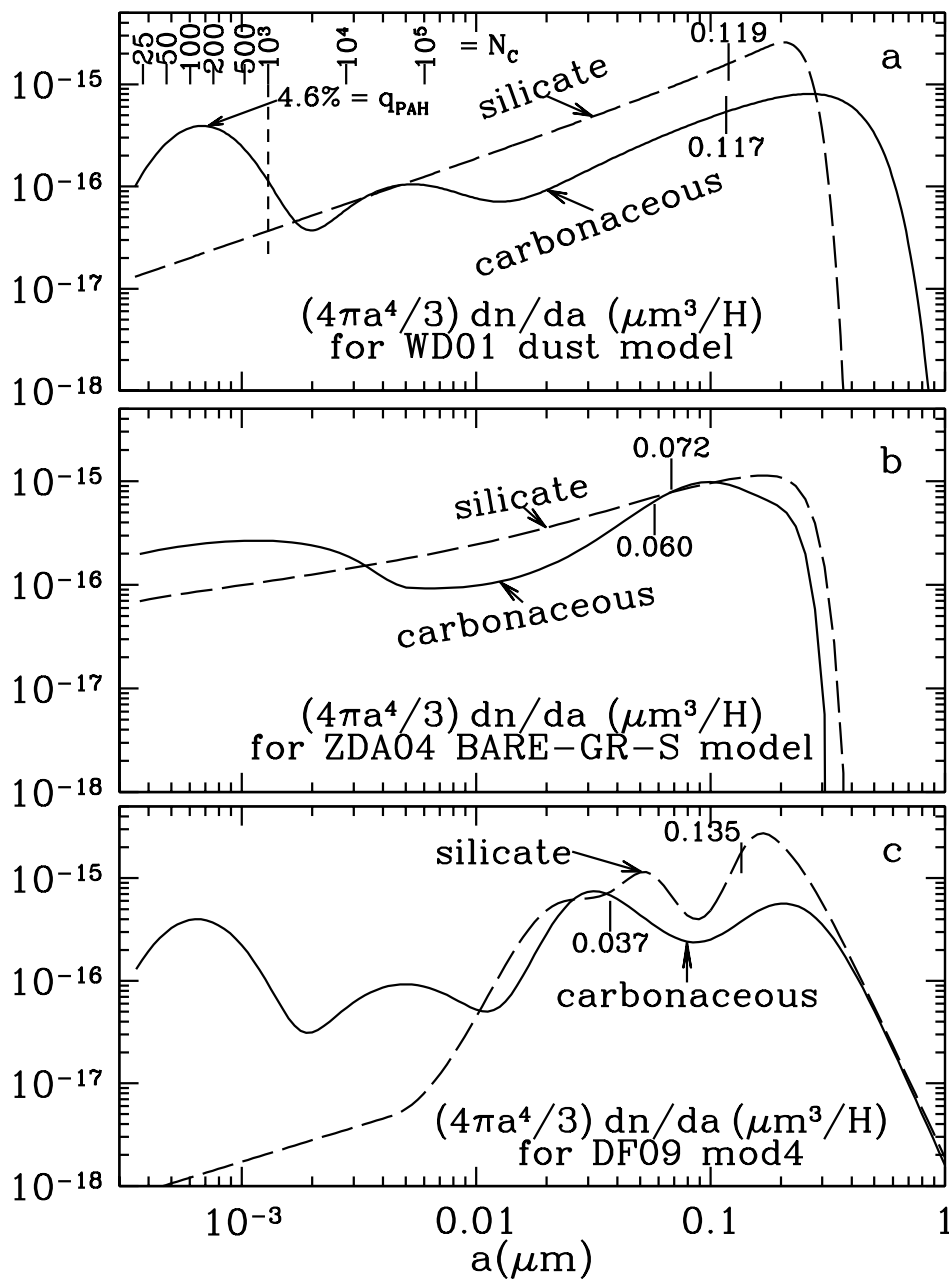 25 50 100 200 500 10³ 10⁴ 10⁵ = N_C
0.119
a
10⁻¹⁵
4.6% = q_PAH
silicate
0.117
10⁻¹⁶
carbonaceous
10⁻¹⁷
(4πa⁴/3) dn/da (μm³/H)
for WD01 dust model
10⁻¹⁸
0.072
b
10⁻¹⁵
silicate
0.060
10⁻¹⁶
carbonaceous
10⁻¹⁷
(4πa⁴/3) dn/da (μm³/H)
for ZDA04 BARE-GR-S model
10⁻¹⁸
0.135
silicate
c
10⁻¹⁵
0.037
10⁻¹⁶
carbonaceous
10⁻¹⁷
(4πa⁴/3) dn/da (μm³/H)
for DF09 mod4
10⁻¹⁸
10⁻³ 0.01 0.1 1
a(μm)